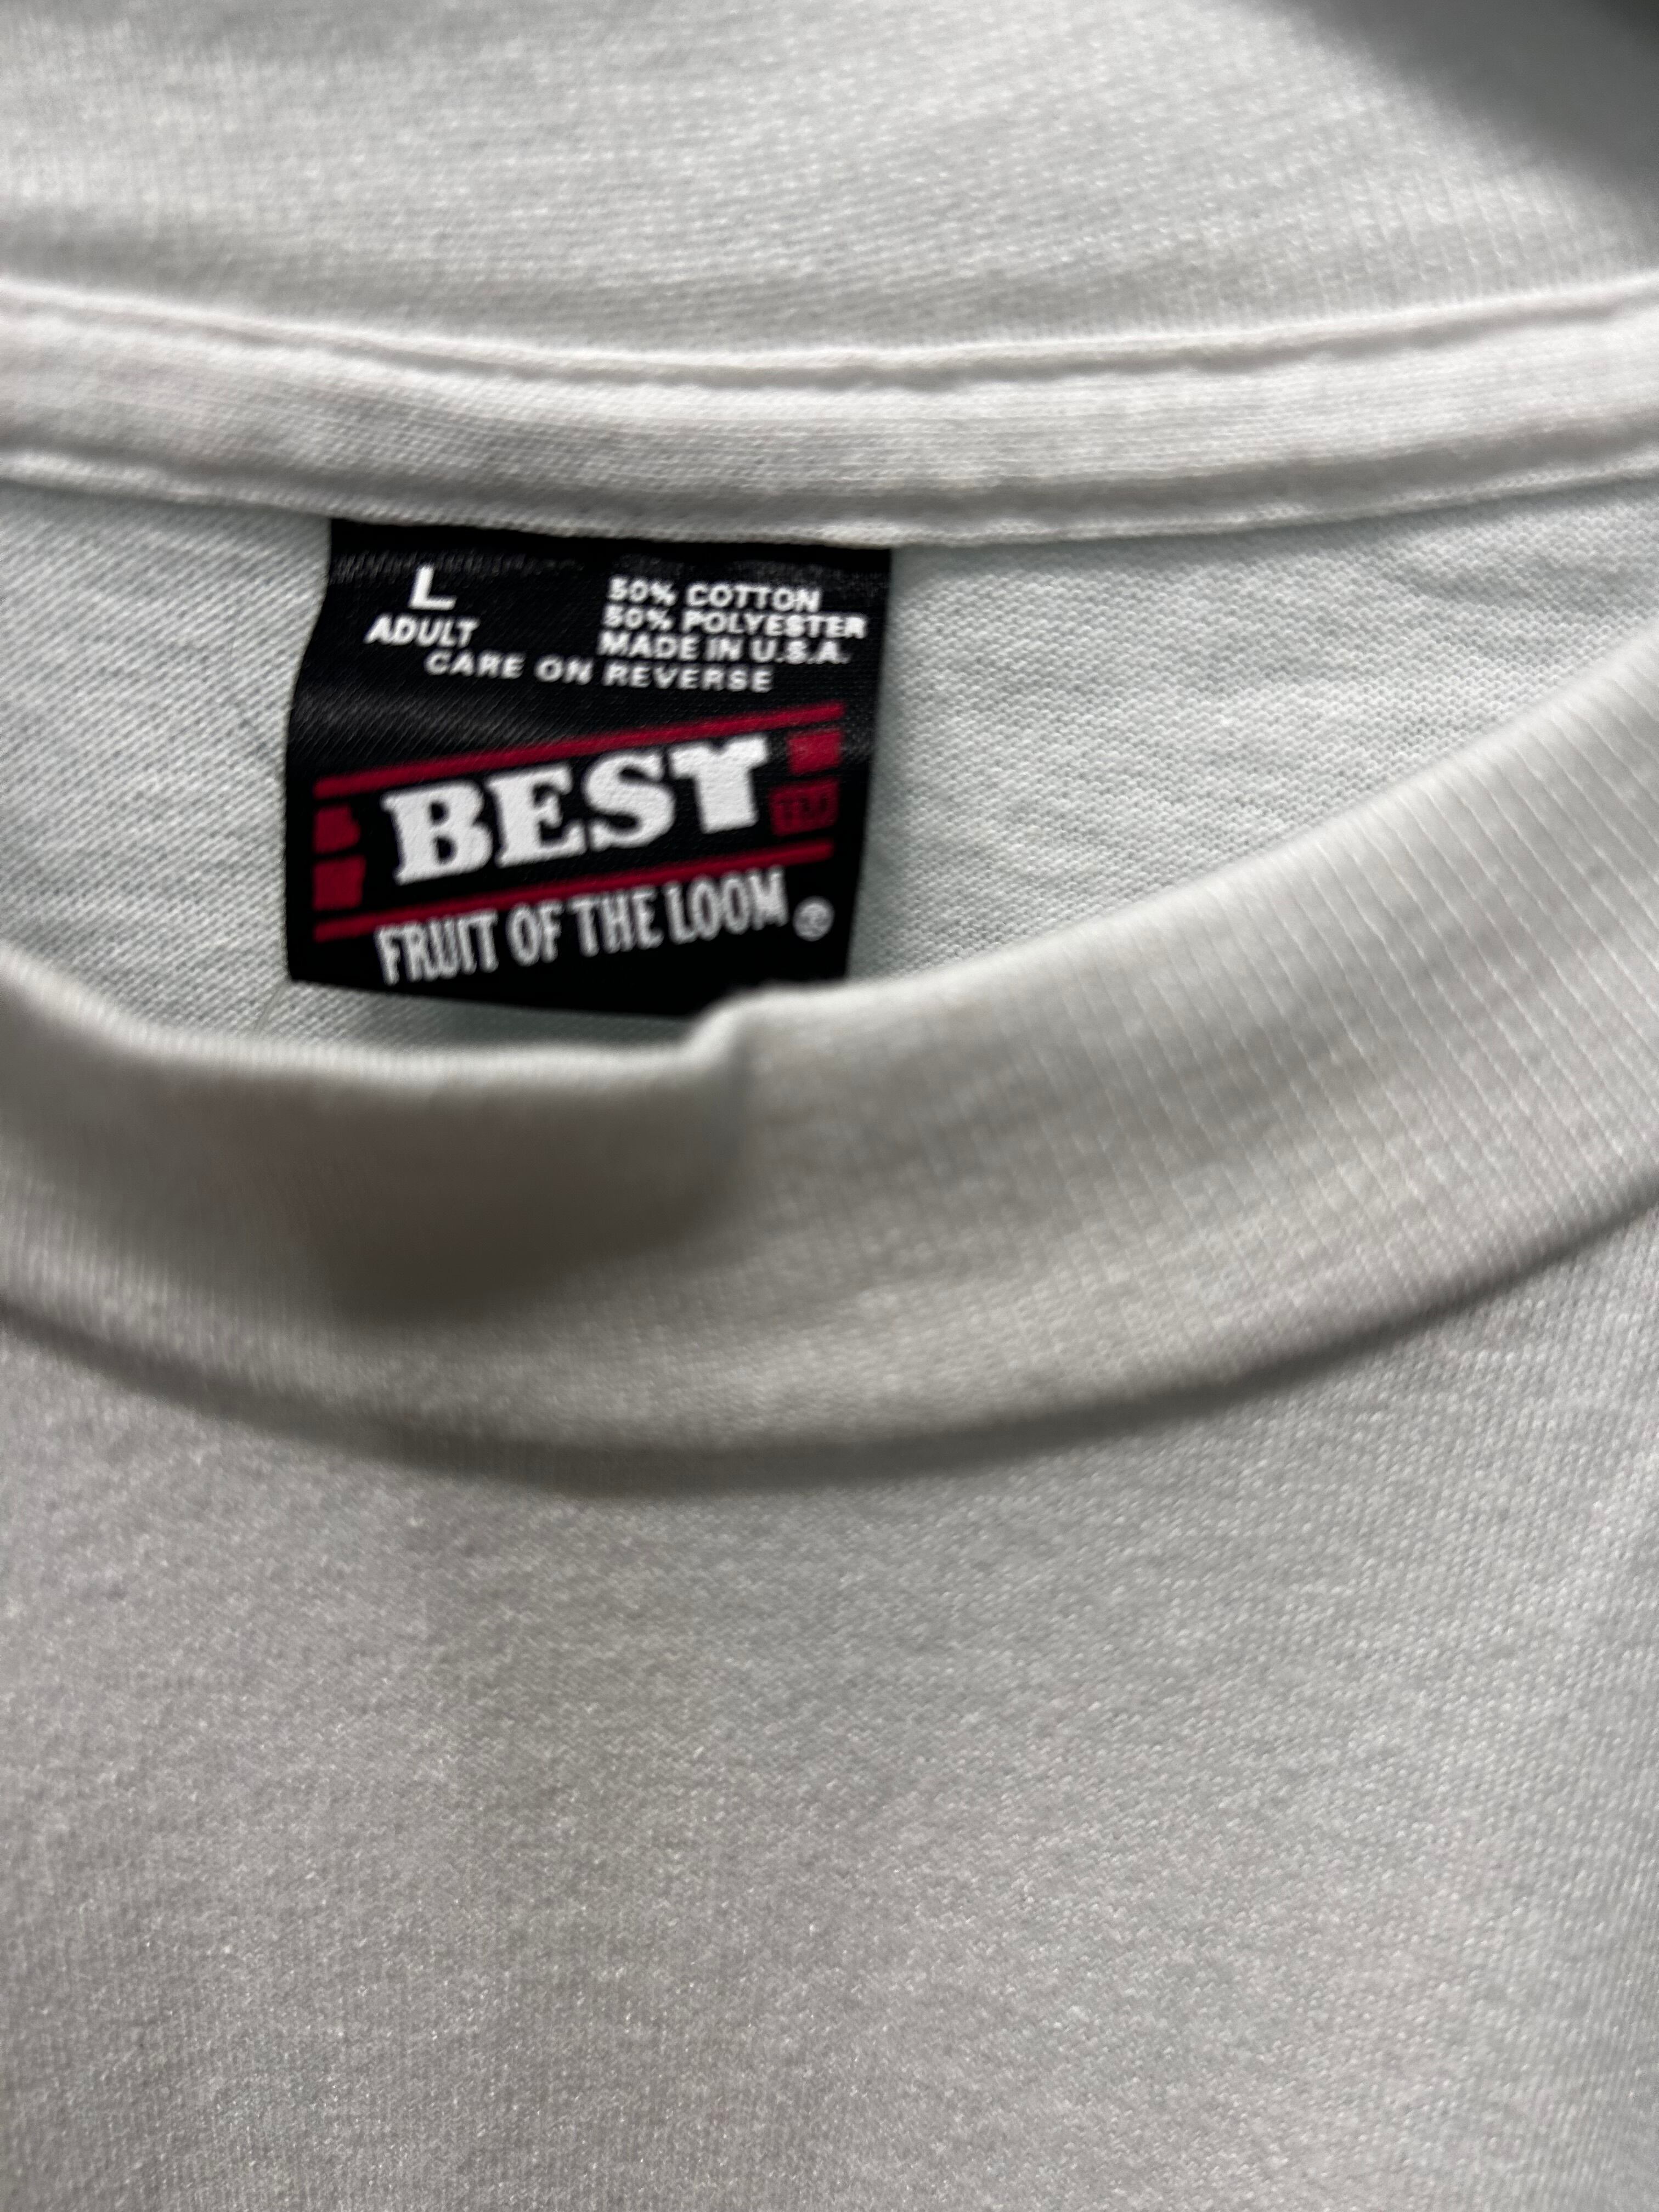 L
ADULT
50% COTTON
50% POLYESTER
MADE IN U.S.A.
CARE ON REVERSE
BEST
TM
FRUIT OF THE LOOM ®